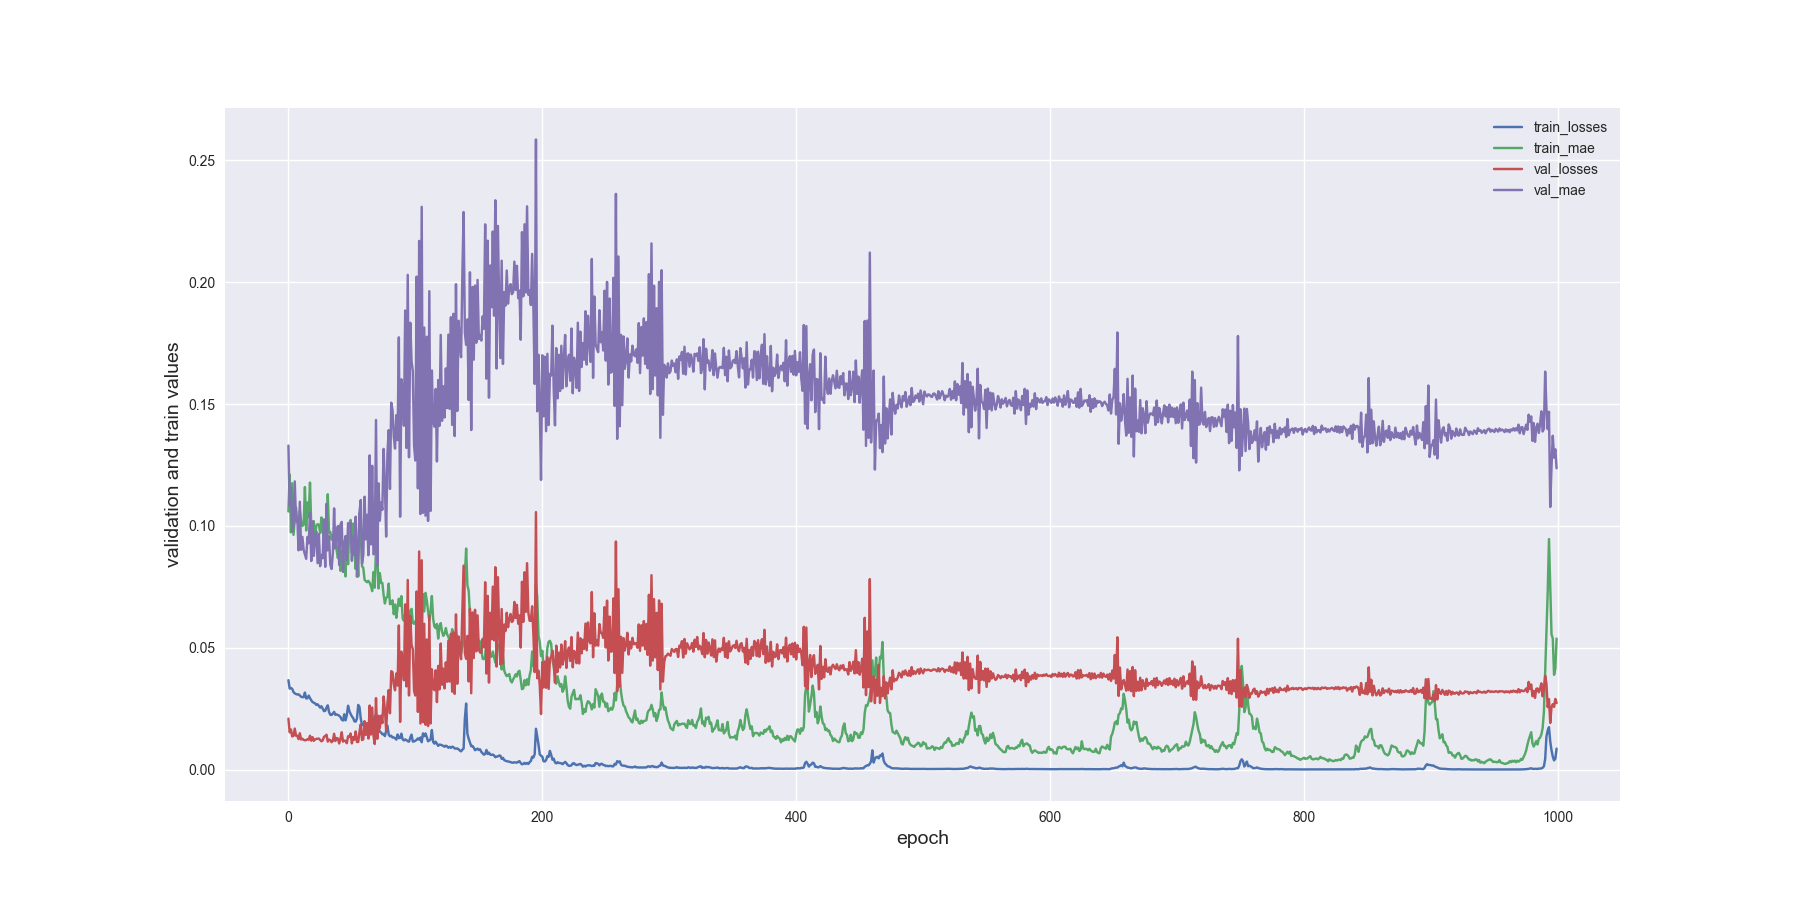 train_losses
train_mae
val_losses
val_mae
validation and train values
0.25
0.20
0.15
0.10
0.05
0.00
0 200 400 600 800 1000
epoch